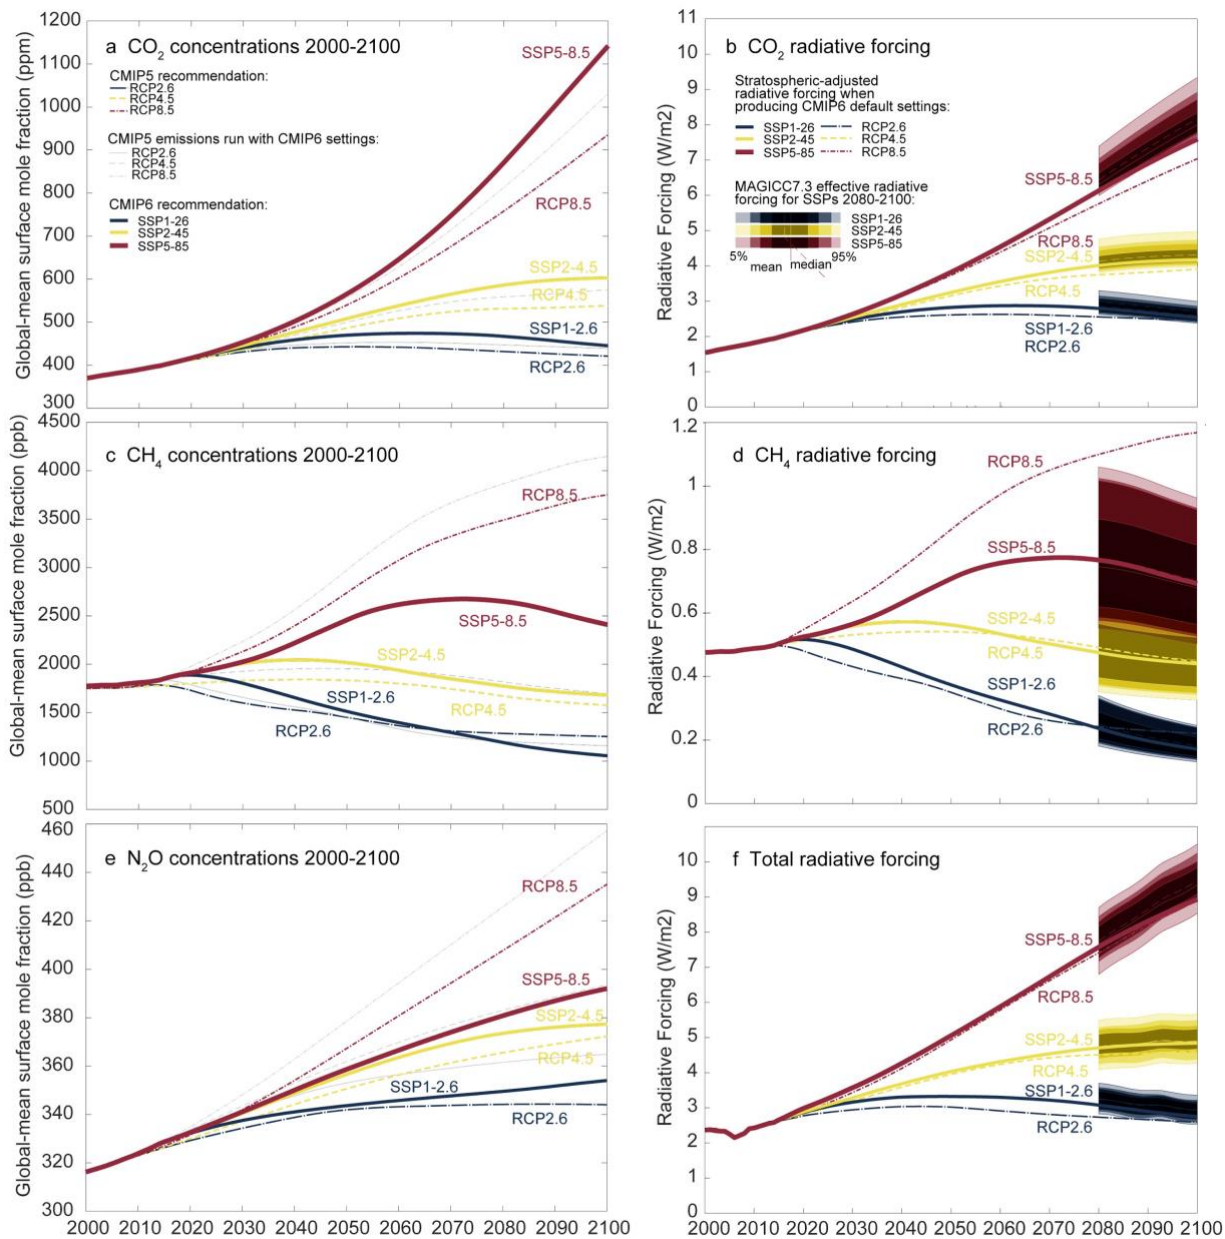 a CO2 concentrations 2000-2100
Global-mean surface mole fraction (ppm)
1200
1100
1000
900
800
700
600
500
400
300
CMIP5 recommendation:
RCP2.6
RCP4.5
RCP8.5
CMIP5 emissions run with CMIP6 settings:
RCP2.6
RCP4.5
RCP8.5
CMIP6 recommendation:
SSP1-26
SSP2-45
SSP5-85
SSP5-8.5
RCP8.5
SSP2-4.5
RCP4.5
SSP1-2.6
RCP2.6
b CO2 radiative forcing
Radiative Forcing (W/m2)
11
10
9
8
7
6
5
4
3
2
1
0
Stratospheric-adjusted
radiative forcing when
producing CMIP6 default settings:
SSP1-26 RCP2.6
SSP2-45 RCP4.5
SSP5-85 RCP8.5
MAGICC7.3 effective radiative
forcing for SSPs 2080-2100:
SSP1-26
SSP2-45
SSP5-85
5% 95%
mean median
SSP5-8.5
RCP8.5
SSP2-4.5
RCP4.5
SSP1-2.6
RCP2.6
c CH4 concentrations 2000-2100
Global-mean surface mole fraction (ppb)
4500
4000
3500
3000
2500
2000
1500
1000
500
RCP8.5
SSP5-8.5
SSP2-4.5
SSP1-2.6
RCP4.5
RCP2.6
d CH4 radiative forcing
Radiative Forcing (W/m2)
1.2
1
0.8
0.6
0.4
0.2
0
RCP8.5
SSP5-8.5
SSP2-4.5
RCP4.5
SSP1-2.6
RCP2.6
e N2O concentrations 2000-2100
Global-mean surface mole fraction (ppb)
460
440
420
400
380
360
340
320
300
RCP8.5
SSP5-8.5
SSP2-4.5
RCP4.5
SSP1-2.6
RCP2.6
2000 2010 2020 2030 2040 2050 2060 2070 2080 2090 2100
f Total radiative forcing
Radiative Forcing (W/m2)
10
9
8
7
6
5
4
3
2
1
0
SSP5-8.5
RCP8.5
SSP2-4.5
RCP4.5
SSP1-2.6
RCP2.6
2000 2010 2020 2030 2040 2050 2060 2070 2080 2090 2100